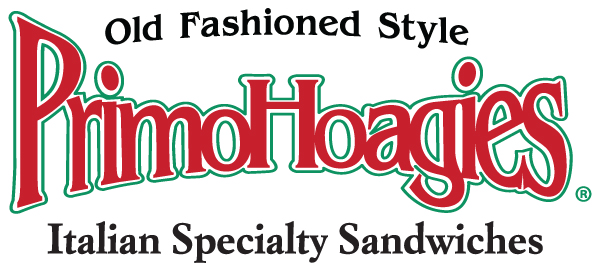 Old Fashioned Style
PrimoHoagies®
Italian Specialty Sandwiches